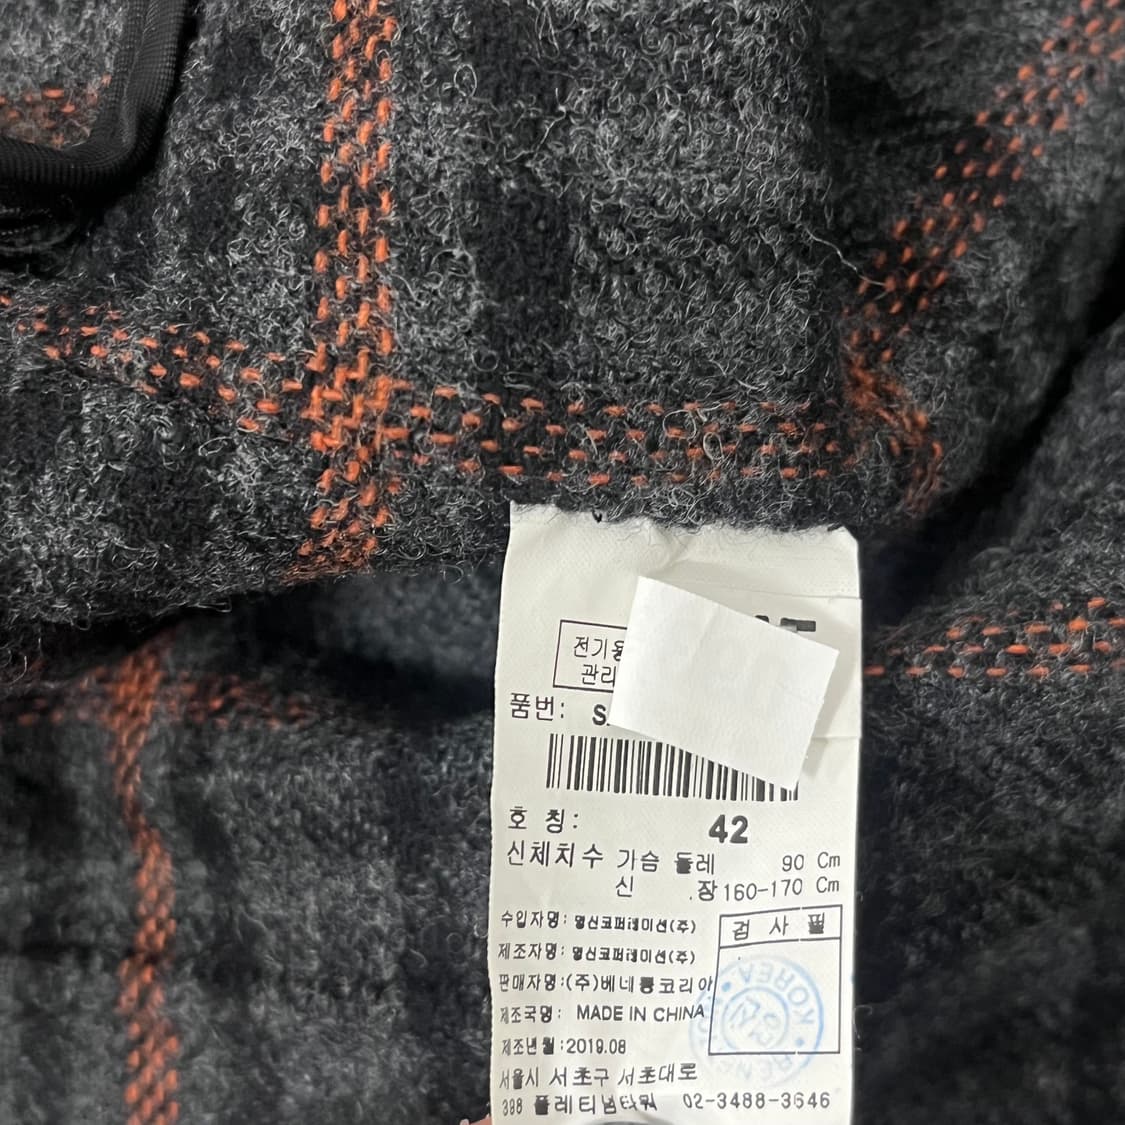 전기용
관리
품번: S
호 칭: 42
신체치수 가슴 둘레 90 Cm
신 장 160-170 Cm
수입자명: 명신코퍼레이션(주)
제조자명: 명신코퍼레이션(주)
판매자명:(주)베네통코리아
제조국명: MADE IN CHINA
제조년월:2019.08
서울시 서초구 서초대로
398 플레티넘타워 02-3488-3646
검 사 필
KOREA